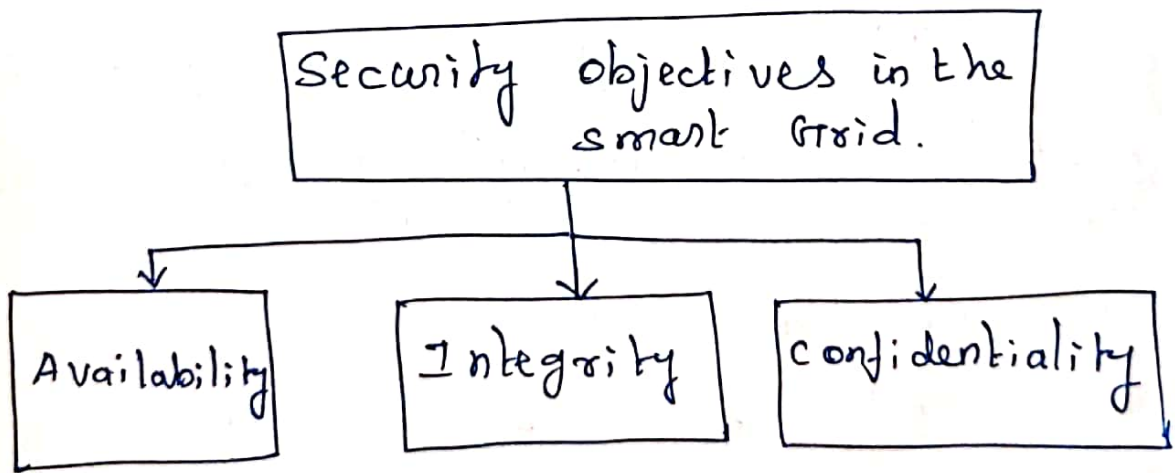 Security objectives in the
smart Grid.
Availability
Integrity
confidentiality